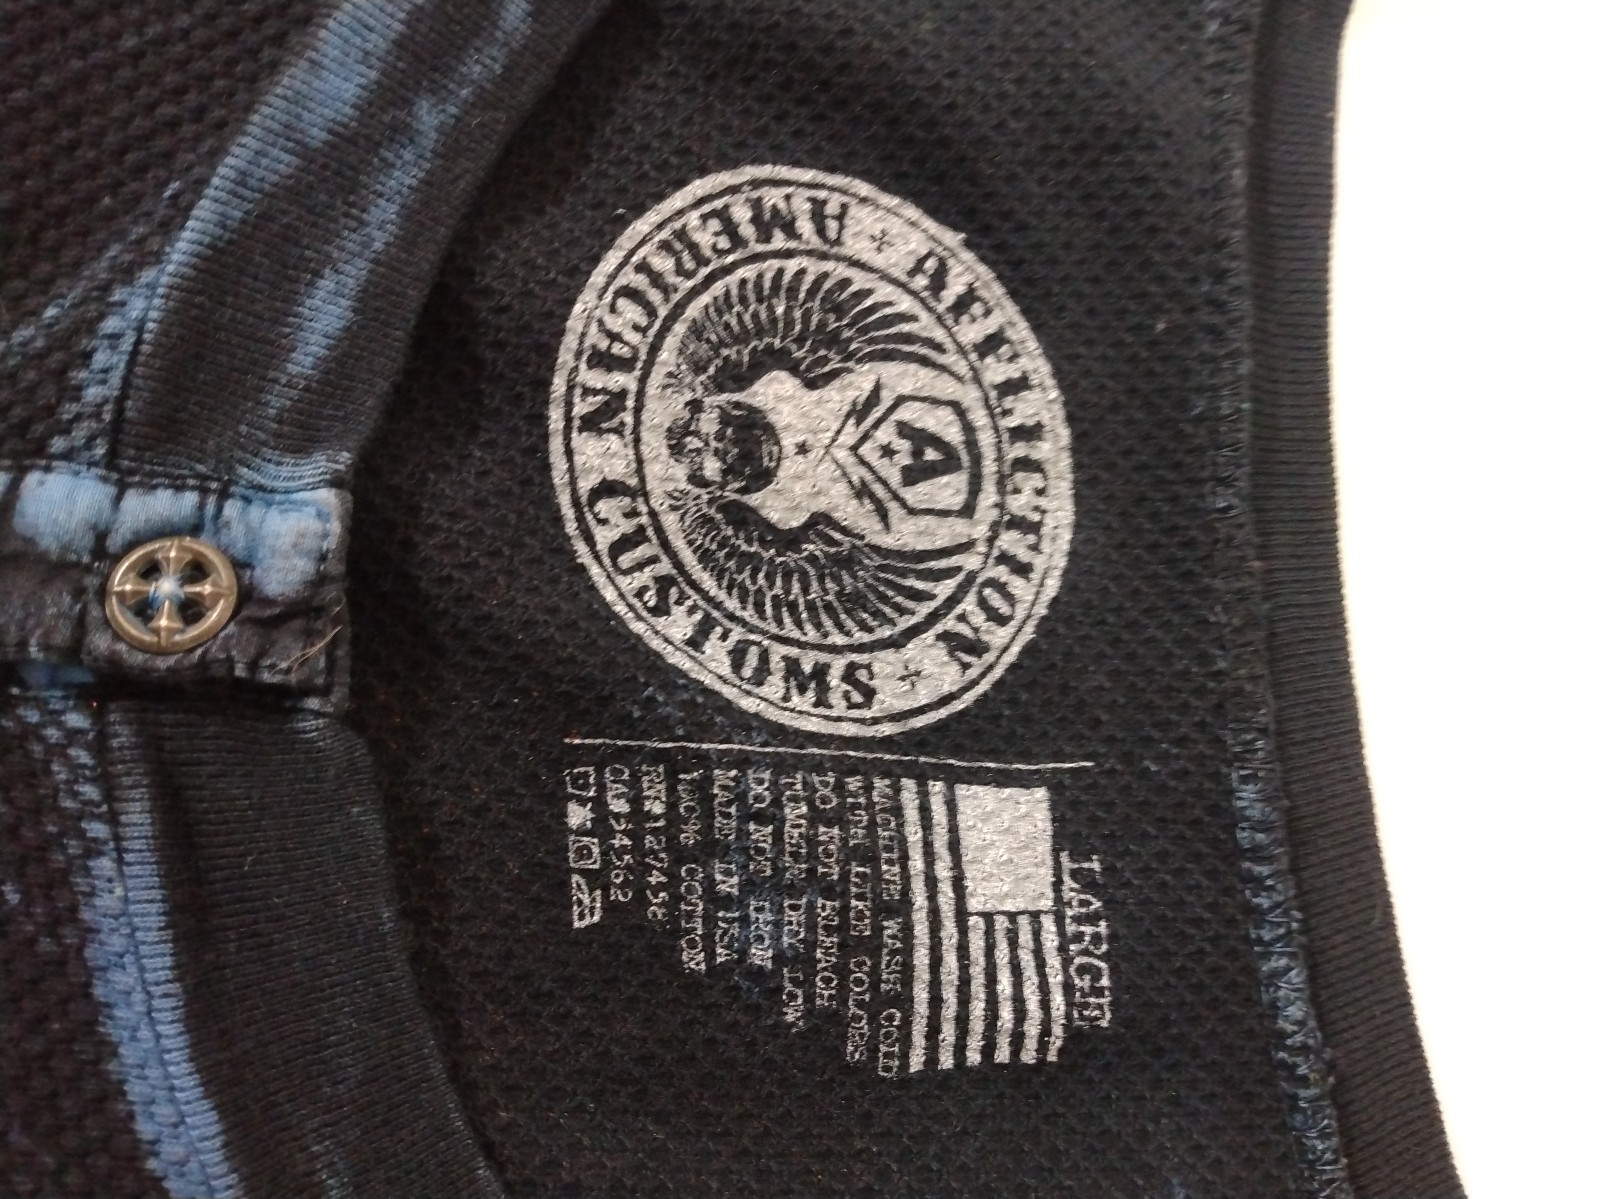 AFFLICTION
AMERICAN CUSTOMS
A
LARGE
MACHINE WASH COLD
WITH LIKE COLORS
DO NOT BLEACH
TUMBLE DRY LOW
DO NOT IRON
MADE IN USA
100% COTTON
RN#127458
CA#34562